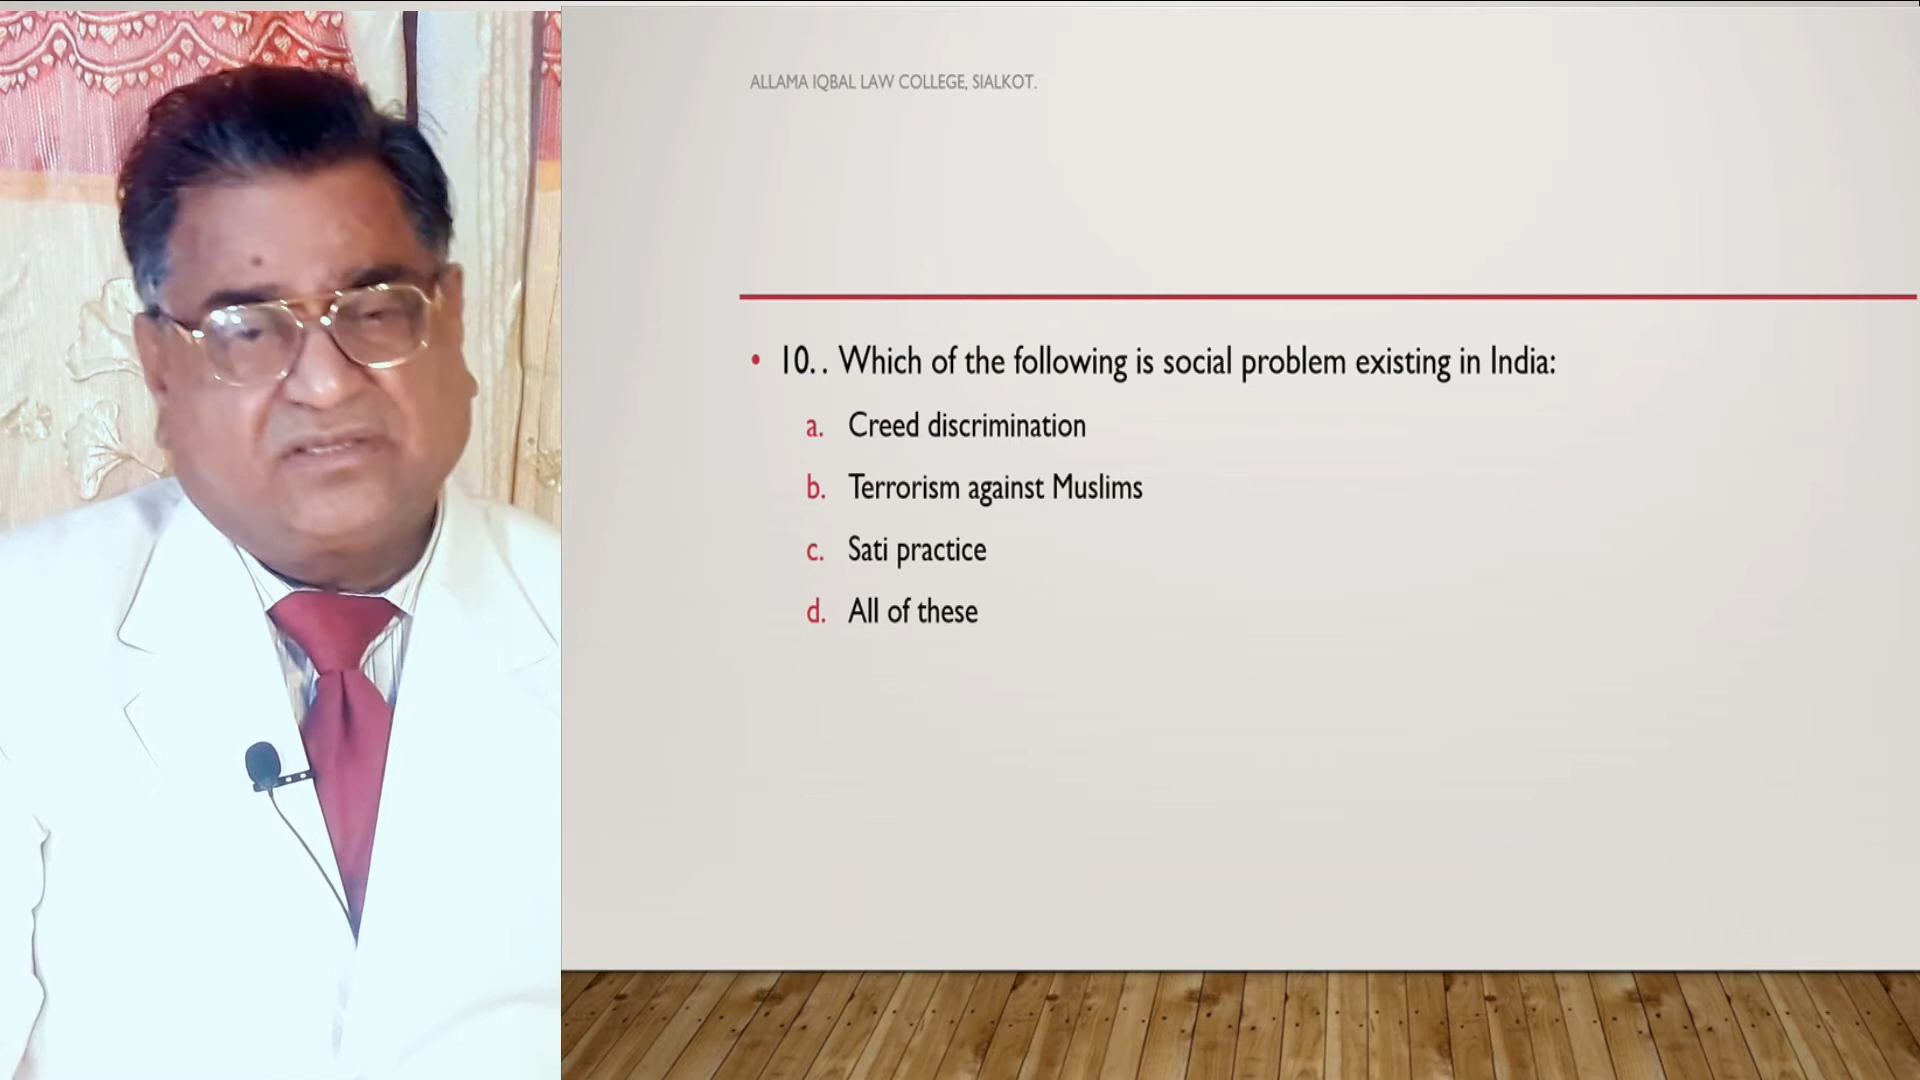 ALLAMA IQBAL LAW COLLEGE, SIALKOT.
• 10. . Which of the following is social problem existing in India:
a. Creed discrimination
b. Terrorism against Muslims
c. Sati practice
d. All of these